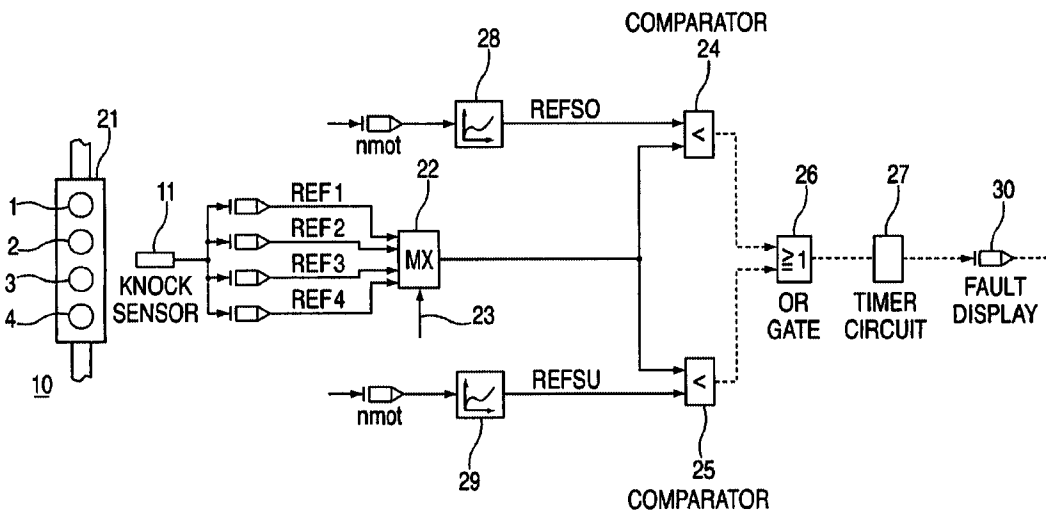 COMPARATOR
24
28
REFSO
<
nmot
21
11
1
2
3
4
10
KNOCK
SENSOR
REF1
REF2
REF3
REF4
22
MX
23
26
≧1
OR
GATE
27
TIMER
CIRCUIT
30
FAULT
DISPLAY
nmot
REFSU
<
29
25
COMPARATOR